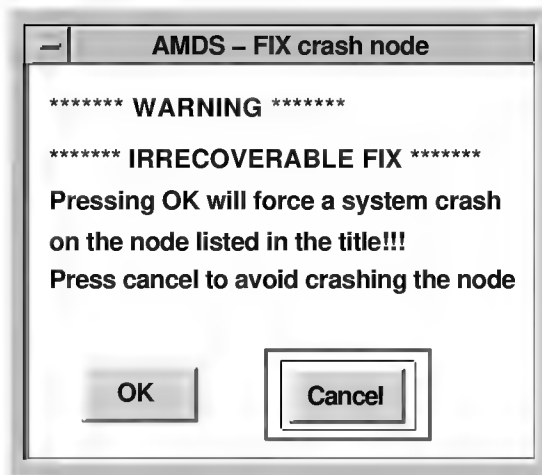 AMDS – FIX crash node
******* WARNING *******
******* IRRECOVERABLE FIX *******
Pressing OK will force a system crash
on the node listed in the title!!!
Press cancel to avoid crashing the node
OK
Cancel